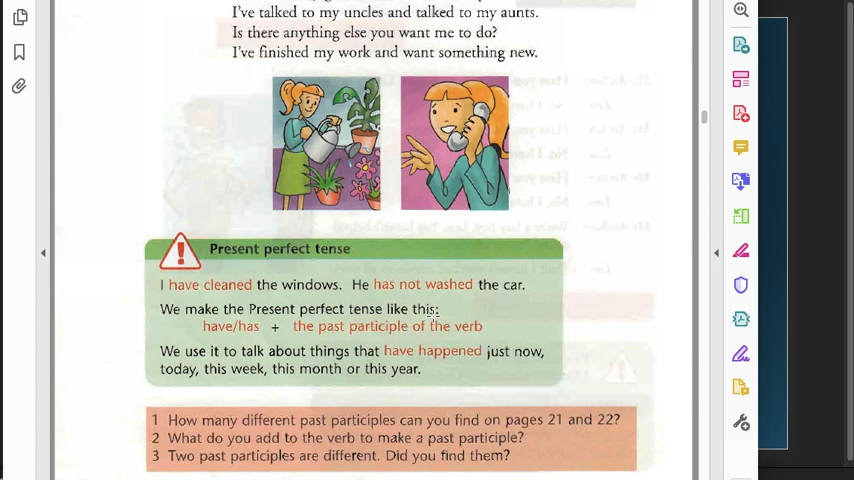 I've talked to my uncles and talked to my aunts.
Is there anything else you want me to do?
I've finished my work and want something new.
Present perfect tense
I have cleaned the windows. He has not washed the car.
We make the Present perfect tense like this:
have/has + the past participle of the verb
We use it to talk about things that have happened just now,
today, this week, this month or this year.
1 How many different past participles can you find on pages 21 and 22?
2 What do you add to the verb to make a past participle?
3 Two past participles are different. Did you find them?